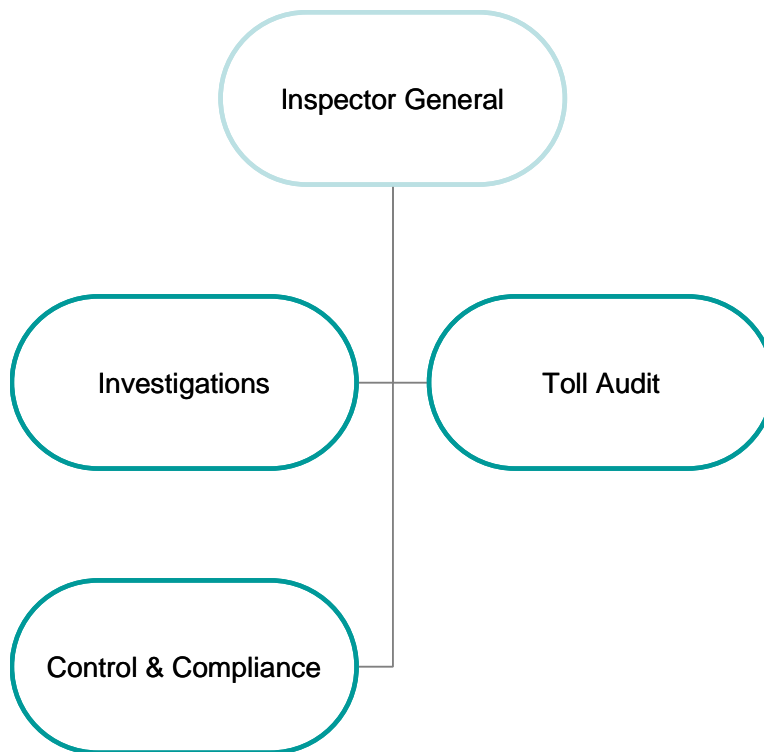 Inspector General
Investigations
Toll Audit
Control & Compliance